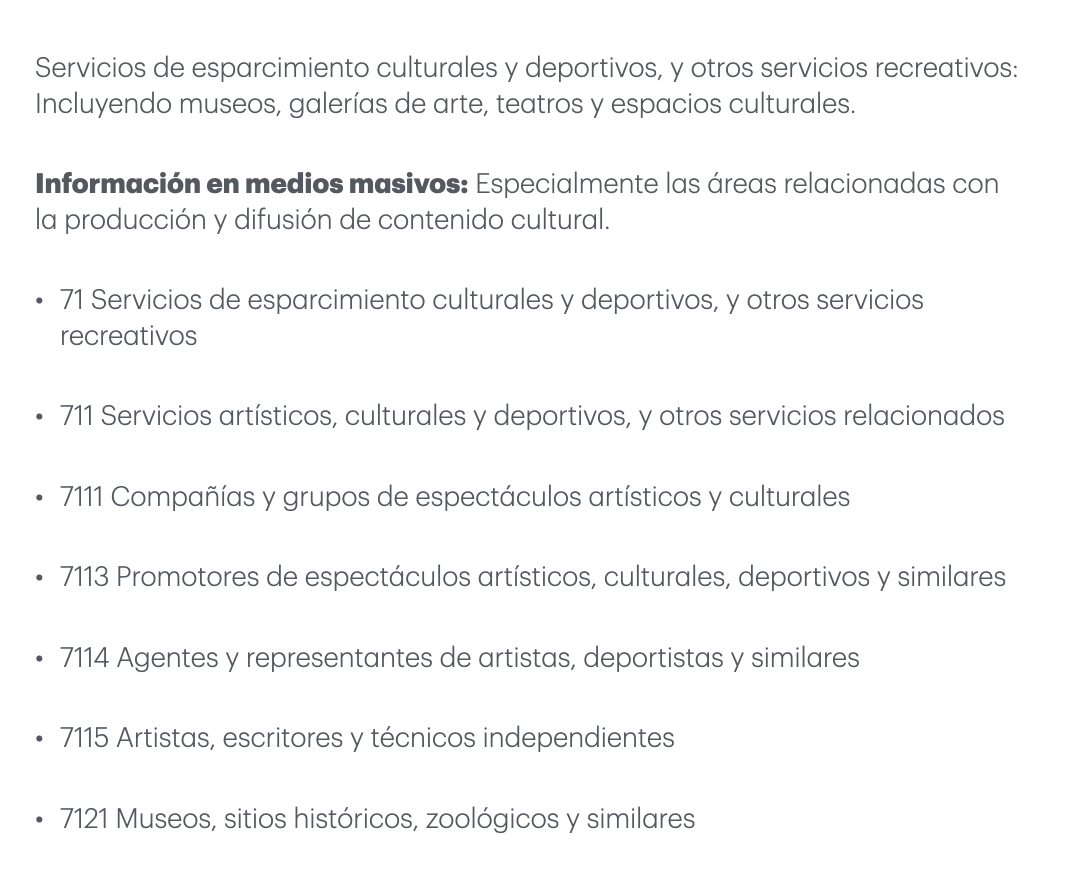 Servicios de esparcimiento culturales y deportivos, y otros servicios recreativos:
Incluyendo museos, galerías de arte, teatros y espacios culturales.
Información en medios masivos: Especialmente las áreas relacionadas con
la producción y difusión de contenido cultural.
• 71 Servicios de esparcimiento culturales y deportivos, y otros servicios
recreativos
• 711 Servicios artísticos, culturales y deportivos, y otros servicios relacionados
• 7111 Compañías y grupos de espectáculos artísticos y culturales
• 7113 Promotores de espectáculos artísticos, culturales, deportivos y similares
• 7114 Agentes y representantes de artistas, deportistas y similares
• 7115 Artistas, escritores y técnicos independientes
• 7121 Museos, sitios históricos, zoológicos y similares